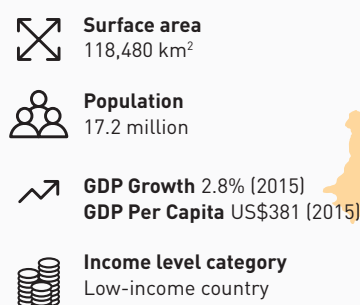 Surface area
118,480 km²
Population
17.2 million
GDP Growth 2.8% (2015)
GDP Per Capita US$381 (2015)
Income level category
Low-income country